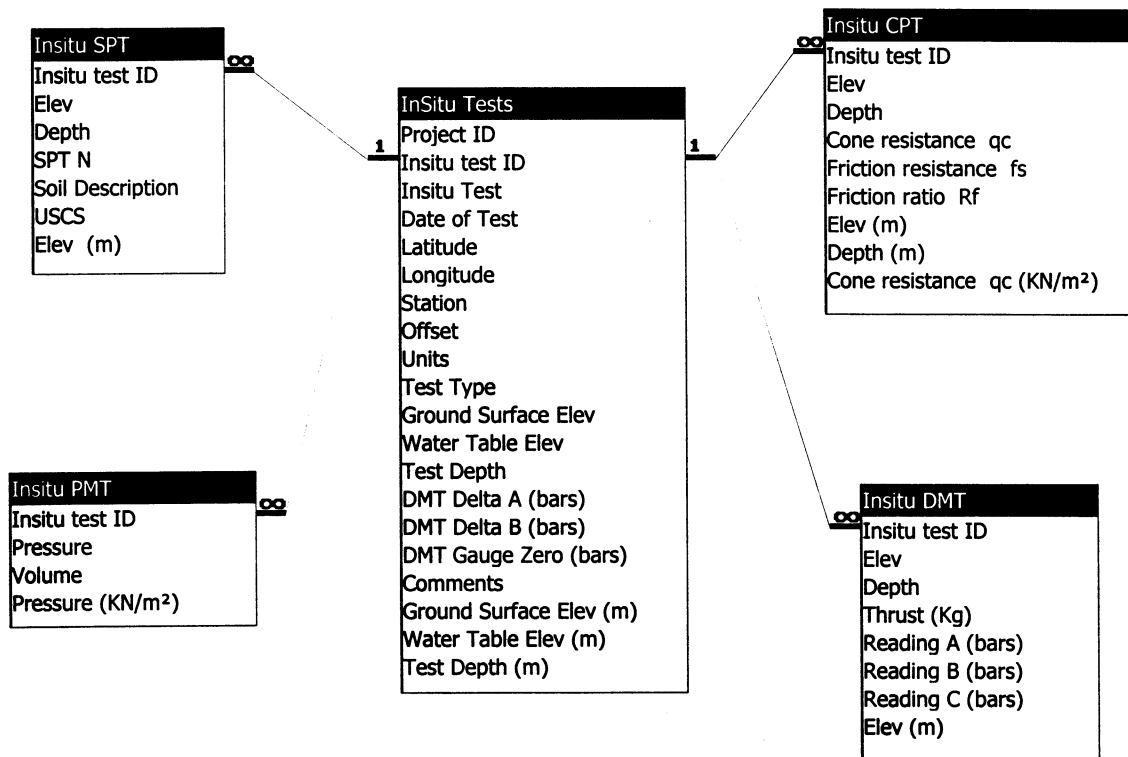 Insitu SPT
Insitu test ID
Elev
Depth
SPT N
Soil Description
USCS
Elev (m)
∞
1
InSitu Tests
Project ID
Insitu test ID
Insitu Test
Date of Test
Latitude
Longitude
Station
Offset
Units
Test Type
Ground Surface Elev
Water Table Elev
Test Depth
DMT Delta A (bars)
DMT Delta B (bars)
DMT Gauge Zero (bars)
Comments
Ground Surface Elev (m)
Water Table Elev (m)
Test Depth (m)
1
∞
Insitu CPT
Insitu test ID
Elev
Depth
Cone resistance qc
Friction resistance fs
Friction ratio Rf
Elev (m)
Depth (m)
Cone resistance qc (KN/m²)
Insitu PMT
Insitu test ID
Pressure
Volume
Pressure (KN/m²)
∞
∞
Insitu DMT
Insitu test ID
Elev
Depth
Thrust (Kg)
Reading A (bars)
Reading B (bars)
Reading C (bars)
Elev (m)